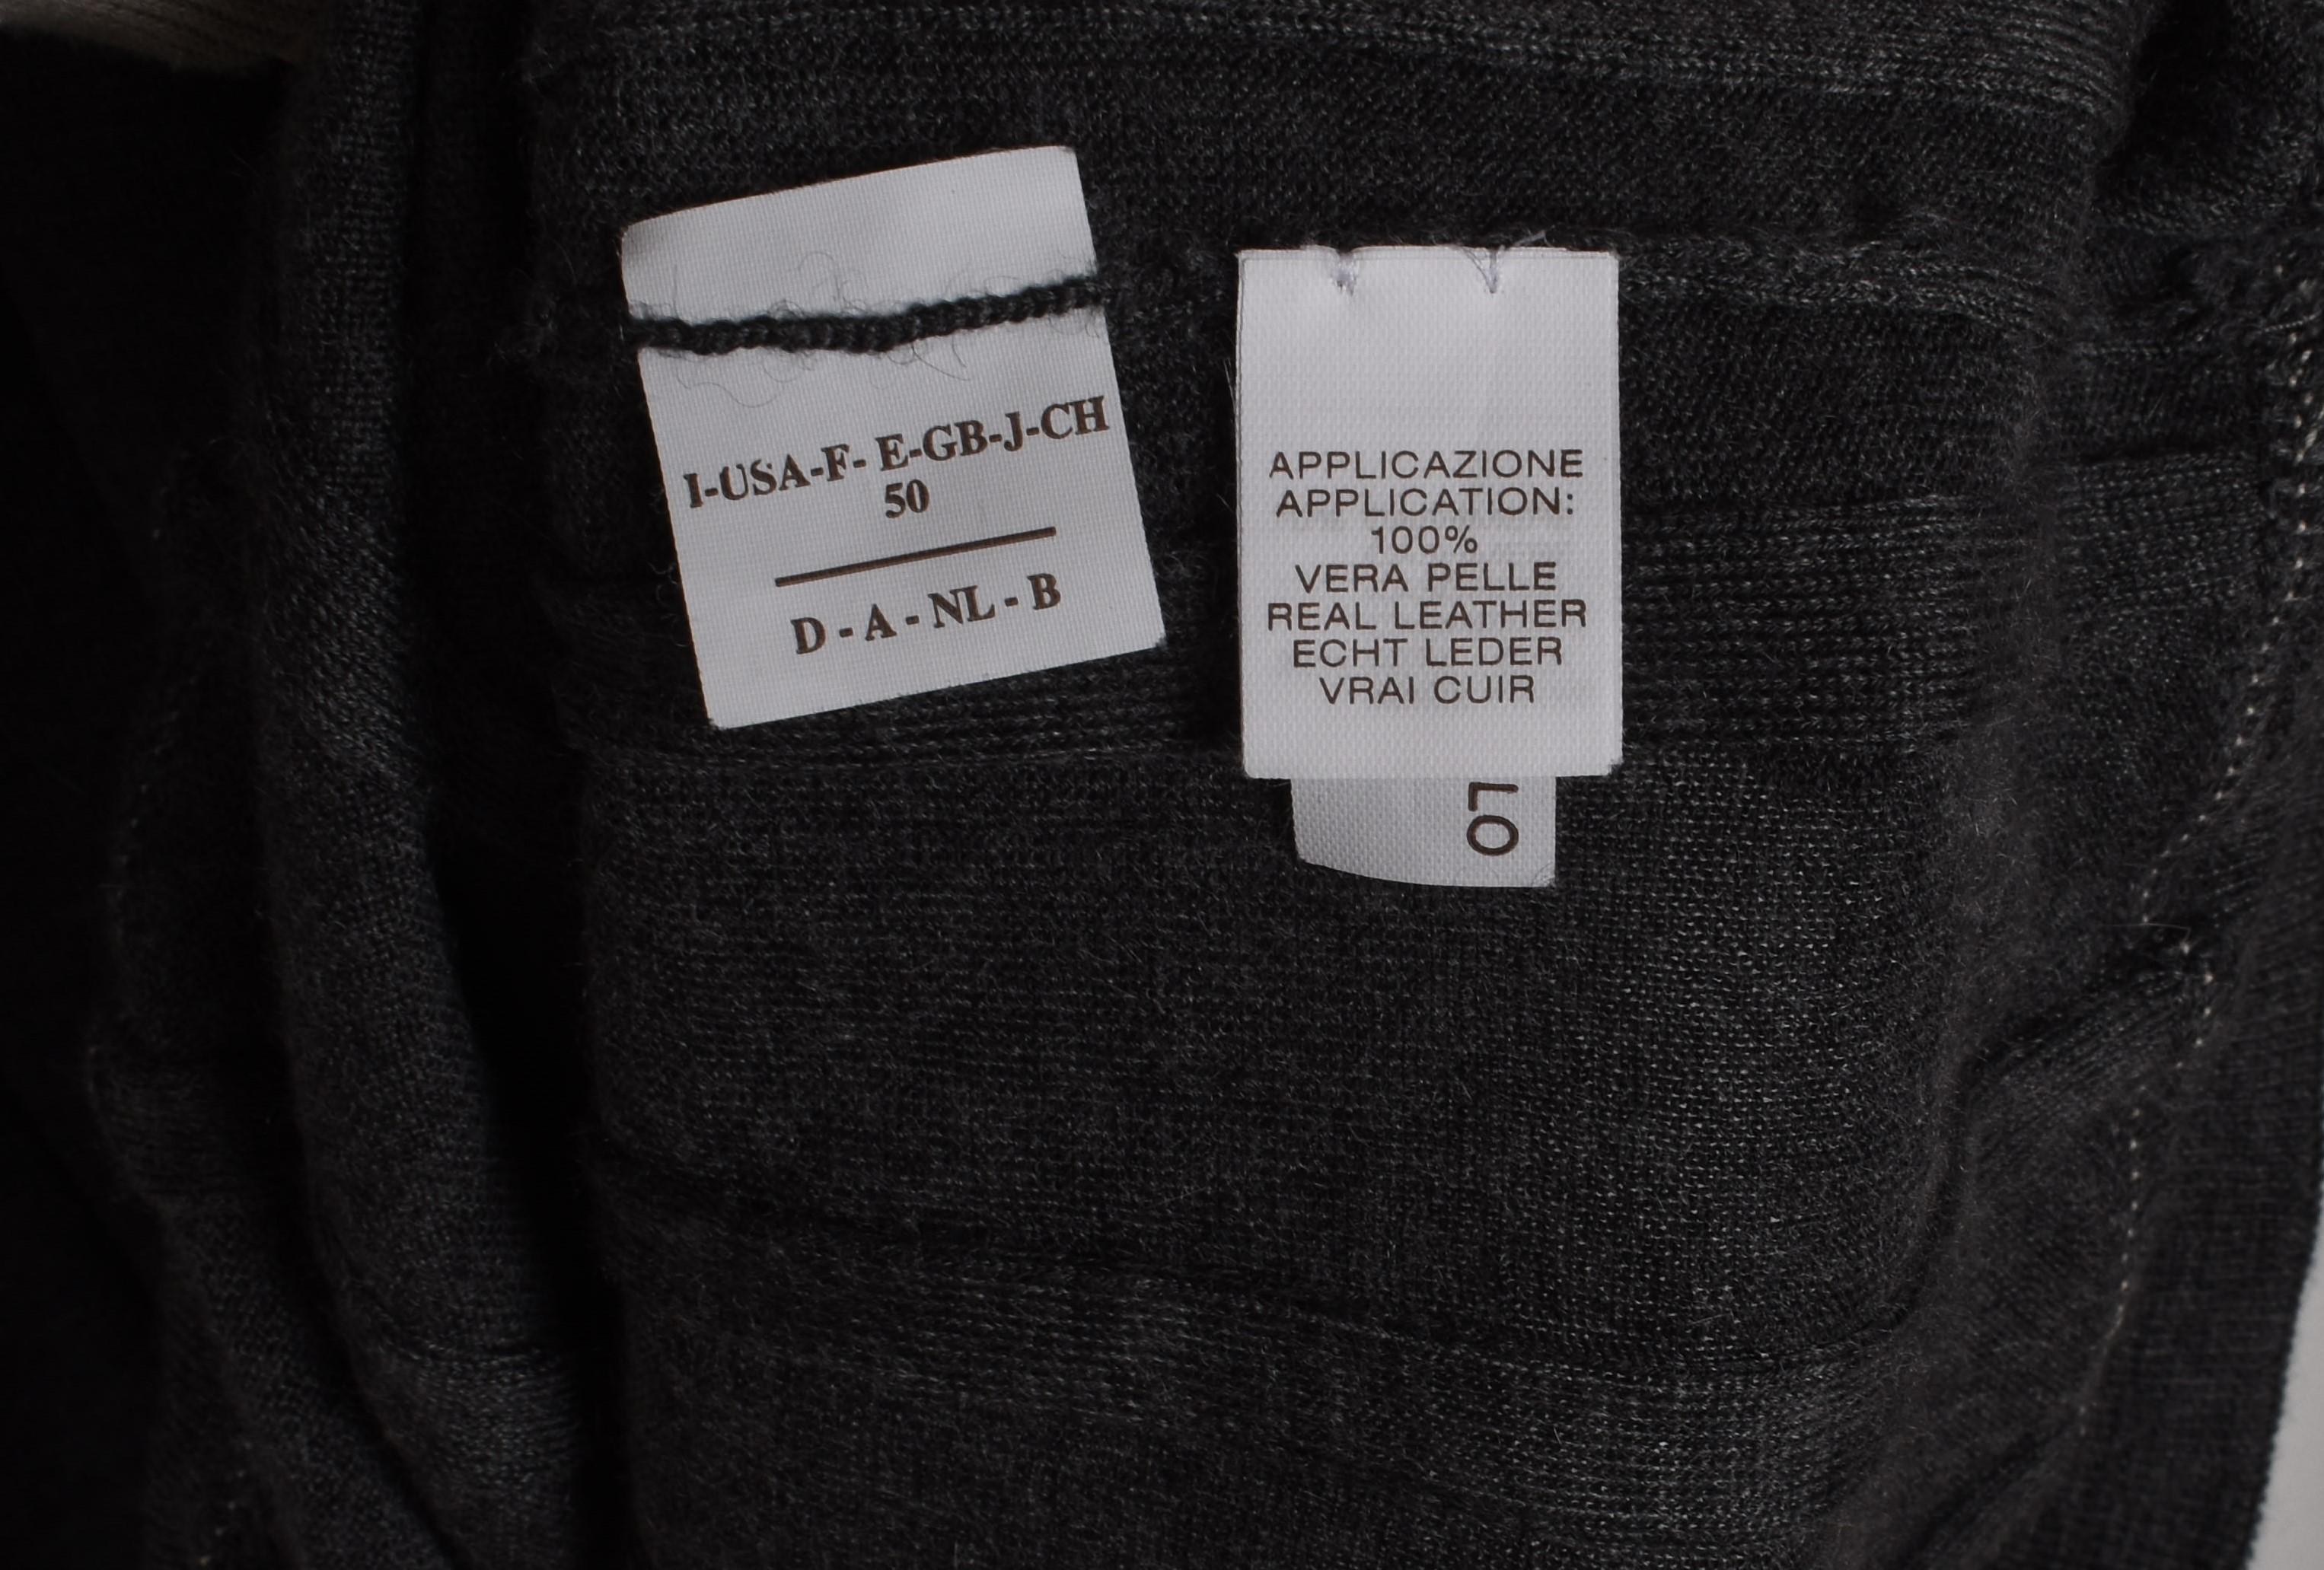 I-USA-F- E-GB-J-CH
50
D - A - NL - B
APPLICAZIONE
APPLICATION:
100%
VERA PELLE
REAL LEATHER
ECHT LEDER
VRAI CUIR